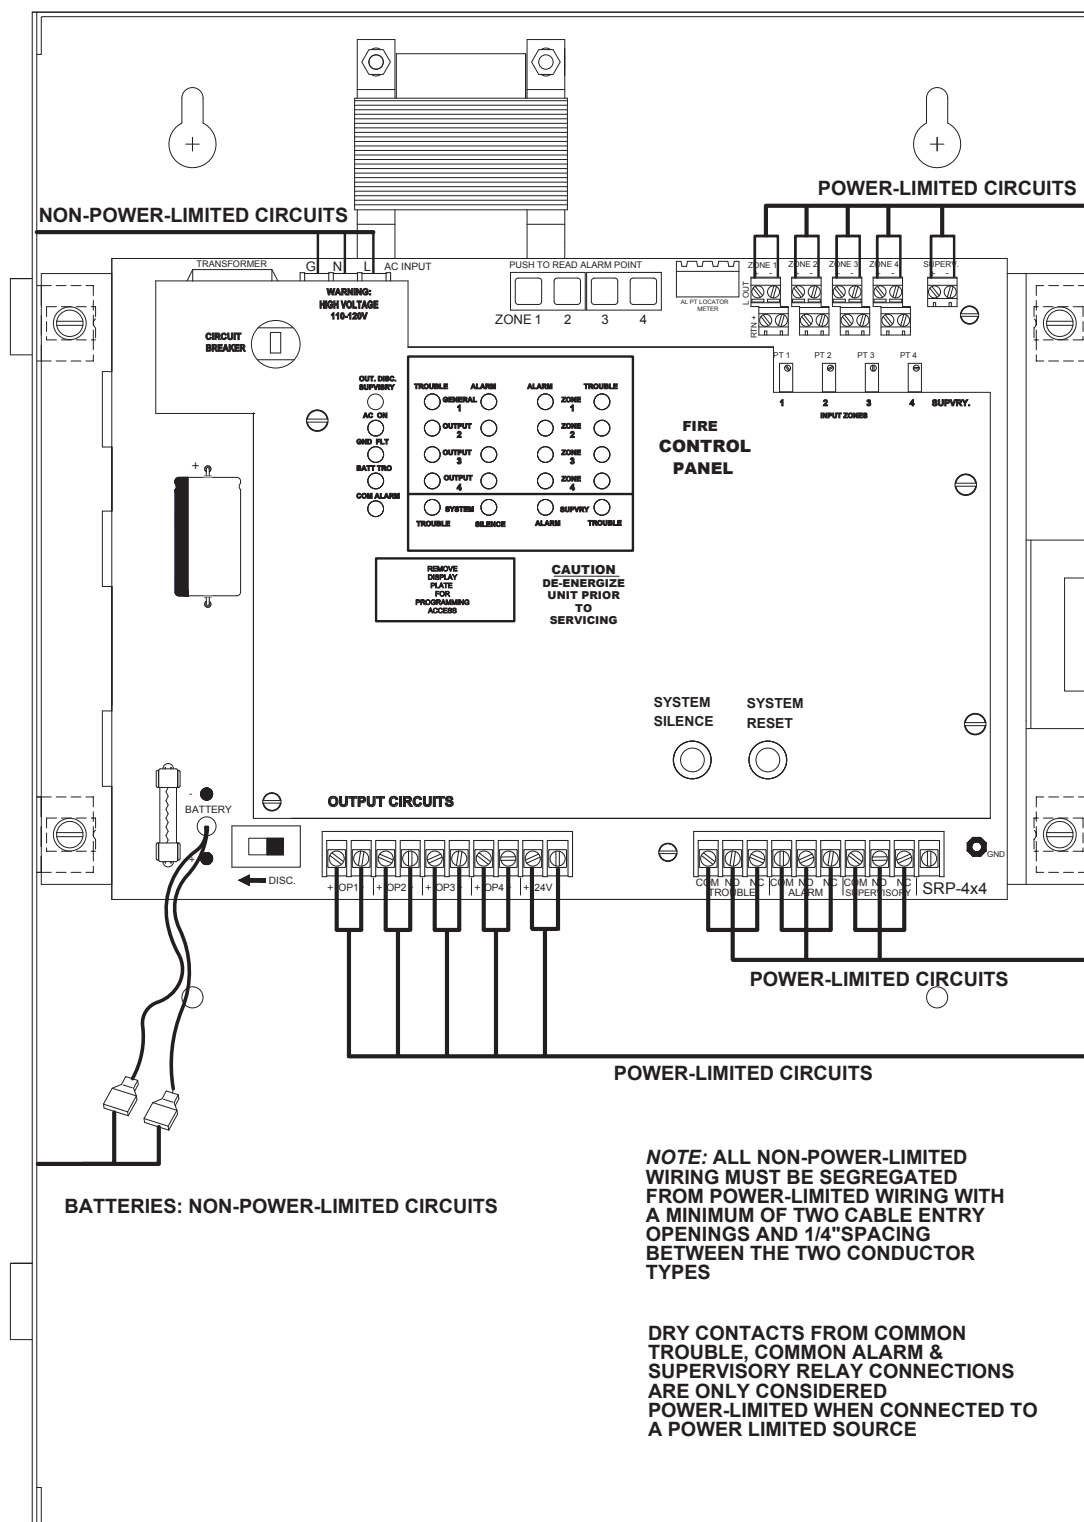 POWER-LIMITED CIRCUITS
NON-POWER-LIMITED CIRCUITS
TRANSFORMER
G N L AC INPUT
PUSH TO READ ALARM POINT
ZONE 1 2 3 4
AL PT LOCATOR
METER
ZONE 1 ZONE 2 ZONE 3 ZONE 4 SUPERV.
+ - + - + - + - + -
L OUT
RTN +
WARNING:
HIGH VOLTAGE
110-120V
CIRCUIT
BREAKER
PT 1 PT 2 PT 3 PT 4
1 2 3 4 SUPVRY.
INPUT ZONES
OUT. DISC.
SUPVISRY
AC ON
GND FLT
BATT TRO
COM ALARM
TROUBLE ALARM ALARM TROUBLE
GENERAL
1
ZONE
1
OUTPUT
2
ZONE
2
OUTPUT
3
ZONE
3
OUTPUT
4
ZONE
4
SYSTEM SUPVRY
TROUBLE SILENCE ALARM TROUBLE
FIRE
CONTROL
PANEL
+
REMOVE
DISPLAY
PLATE
FOR
PROGRAMMING
ACCESS
CAUTION
DE-ENERGIZE
UNIT PRIOR
TO
SERVICING
SYSTEM
SILENCE
SYSTEM
RESET
OUTPUT CIRCUITS
-
BATTERY
+
DISC.
+ OP1 - + OP2 - + OP3 - + OP4 - + 24V -
COM NO NC COM NO NC COM NO NC
TROUBLE ALARM SUPERVISORY
SRP-4x4
GND
POWER-LIMITED CIRCUITS
POWER-LIMITED CIRCUITS
BATTERIES: NON-POWER-LIMITED CIRCUITS
NOTE: ALL NON-POWER-LIMITED
WIRING MUST BE SEGREGATED
FROM POWER-LIMITED WIRING WITH
A MINIMUM OF TWO CABLE ENTRY
OPENINGS AND 1/4"SPACING
BETWEEN THE TWO CONDUCTOR
TYPES
DRY CONTACTS FROM COMMON
TROUBLE, COMMON ALARM &
SUPERVISORY RELAY CONNECTIONS
ARE ONLY CONSIDERED
POWER-LIMITED WHEN CONNECTED TO
A POWER LIMITED SOURCE